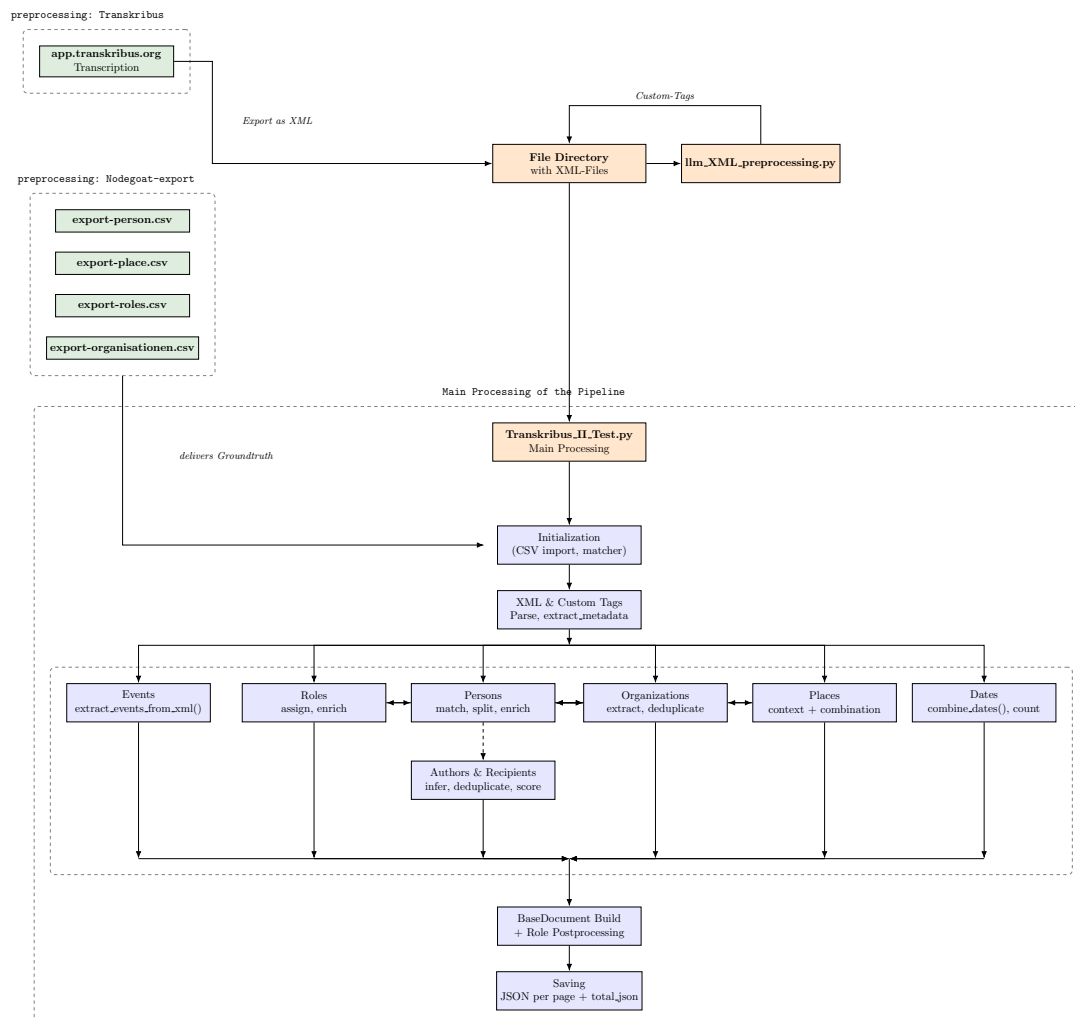 preprocessing: Transkribus
app.transkribus.org
Transcription
Custom-Tags
Export as XML
File Directory
with XML-Files
llm_XML_preprocessing.py
preprocessing: Nodegoat-export
export-person.csv
export-place.csv
export-roles.csv
export-organisationen.csv
Main Processing of the Pipeline
Transkribus_II_Test.py
Main Processing
delivers Groundtruth
Initialization
(CSV import, matcher)
XML & Custom Tags
Parse, extract_metadata
Events
extract_events_from_xml()
Roles
assign, enrich
Persons
match, split, enrich
Organizations
extract, deduplicate
Places
context + combination
Dates
combine_dates(), count
Authors & Recipients
infer, deduplicate, score
BaseDocument Build
+ Role Postprocessing
Saving
JSON per page + total_json